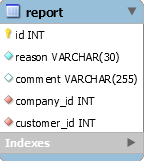 report
id INT
reason VARCHAR(30)
comment VARCHAR(255)
company_id INT
customer_id INT
Indexes